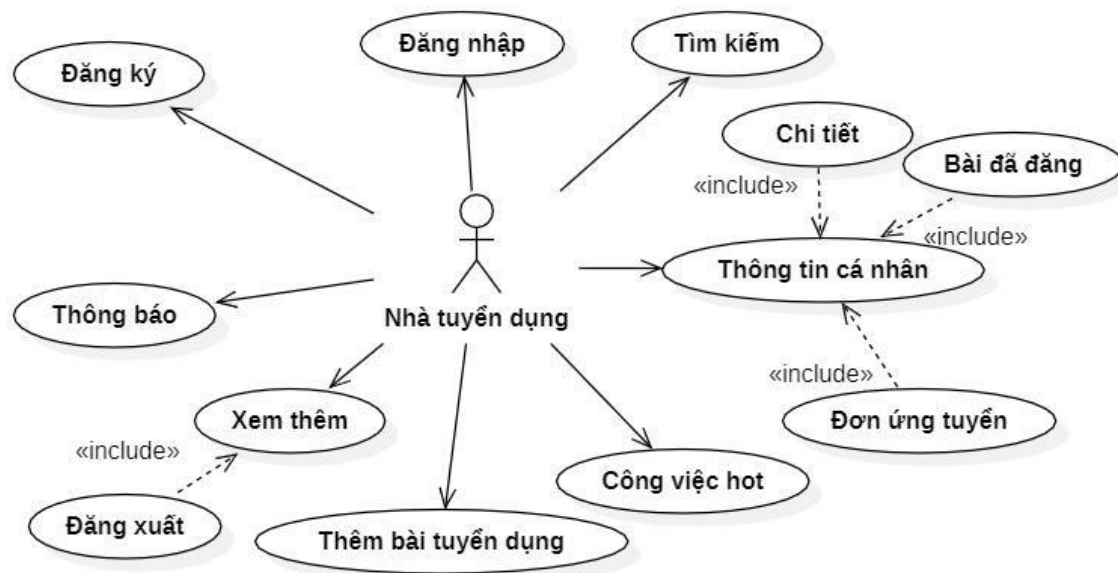 Đăng nhập
Tìm kiếm
Đăng ký
Chi tiết
Bài đã đăng
«include»
«include»
Thông tin cá nhân
Thông báo
Nhà tuyển dụng
«include»
Xem thêm
Đơn ứng tuyển
«include»
Công việc hot
Đăng xuất
Thêm bài tuyển dụng